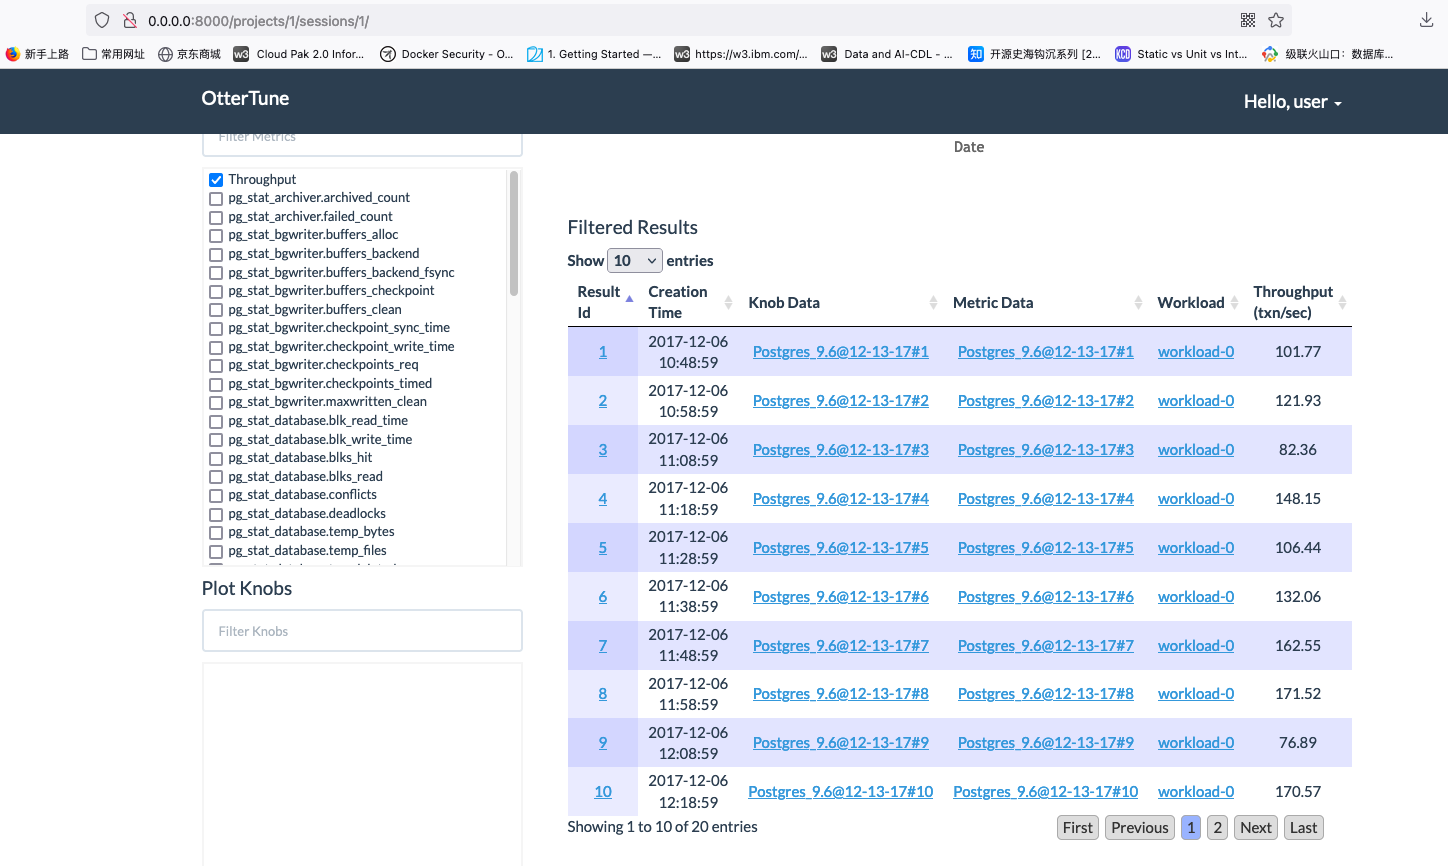 0.0.0.0:8000/projects/1/sessions/1/
新手上路 常用网址 京东商城 Cloud Pak 2.0 Infor... Docker Security - O... 1. Getting Started —... https://w3.ibm.com/... Data and AI-CDL - ... 开源史海钩沉系列 [2... Static vs Unit vs Int... 级联火山口：数据库...
OtterTune
Hello, user
Filter Metrics
Throughput
pg_stat_archiver.archived_count
pg_stat_archiver.failed_count
pg_stat_bgwriter.buffers_alloc
pg_stat_bgwriter.buffers_backend
pg_stat_bgwriter.buffers_backend_fsync
pg_stat_bgwriter.buffers_checkpoint
pg_stat_bgwriter.buffers_clean
pg_stat_bgwriter.checkpoint_sync_time
pg_stat_bgwriter.checkpoint_write_time
pg_stat_bgwriter.checkpoints_req
pg_stat_bgwriter.checkpoints_timed
pg_stat_bgwriter.maxwritten_clean
pg_stat_database.blk_read_time
pg_stat_database.blk_write_time
pg_stat_database.blks_hit
pg_stat_database.blks_read
pg_stat_database.conflicts
pg_stat_database.deadlocks
pg_stat_database.temp_bytes
pg_stat_database.temp_files
Plot Knobs
Filter Knobs
Date
Filtered Results
Show 10 entries
Result Id Creation Time Knob Data Metric Data Workload Throughput (txn/sec)
1 2017-12-06 10:48:59 Postgres_9.6@12-13-17#1 Postgres_9.6@12-13-17#1 workload-0 101.77
2 2017-12-06 10:58:59 Postgres_9.6@12-13-17#2 Postgres_9.6@12-13-17#2 workload-0 121.93
3 2017-12-06 11:08:59 Postgres_9.6@12-13-17#3 Postgres_9.6@12-13-17#3 workload-0 82.36
4 2017-12-06 11:18:59 Postgres_9.6@12-13-17#4 Postgres_9.6@12-13-17#4 workload-0 148.15
5 2017-12-06 11:28:59 Postgres_9.6@12-13-17#5 Postgres_9.6@12-13-17#5 workload-0 106.44
6 2017-12-06 11:38:59 Postgres_9.6@12-13-17#6 Postgres_9.6@12-13-17#6 workload-0 132.06
7 2017-12-06 11:48:59 Postgres_9.6@12-13-17#7 Postgres_9.6@12-13-17#7 workload-0 162.55
8 2017-12-06 11:58:59 Postgres_9.6@12-13-17#8 Postgres_9.6@12-13-17#8 workload-0 171.52
9 2017-12-06 12:08:59 Postgres_9.6@12-13-17#9 Postgres_9.6@12-13-17#9 workload-0 76.89
10 2017-12-06 12:18:59 Postgres_9.6@12-13-17#10 Postgres_9.6@12-13-17#10 workload-0 170.57
Showing 1 to 10 of 20 entries
First Previous 1 2 Next Last